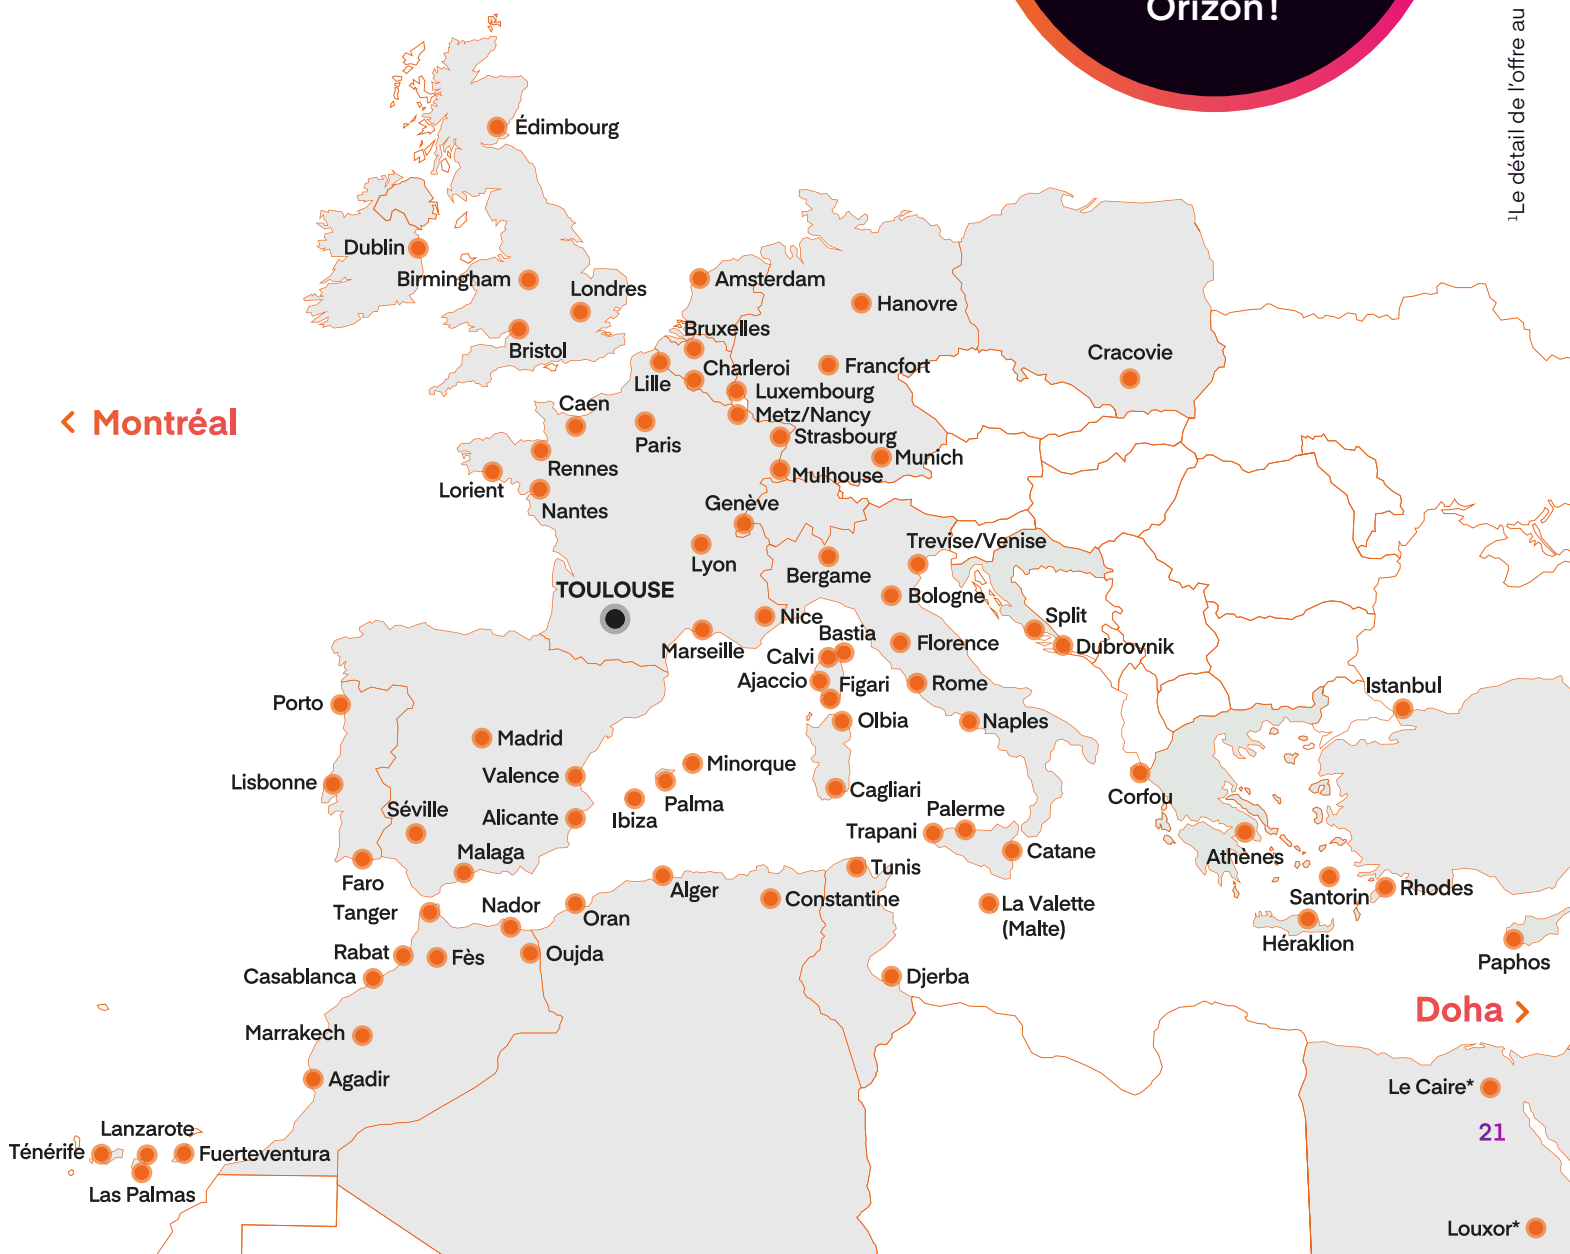 Orizon !
¹Le détail de l'offre au
Édimbourg
Dublin
Birmingham
Londres
Bristol
Amsterdam
Hanovre
Bruxelles
Charleroi
Lille
Francfort
Luxembourg
Cracovie
Metz/Nancy
Caen
Paris
Strasbourg
< Montréal
Rennes
Munich
Mulhouse
Lorient
Nantes
Genève
Lyon
Trevise/Venise
Bergame
TOULOUSE
Bologne
Nice
Split
Bastia
Marseille
Florence
Dubrovnik
Calvi
Ajaccio
Figari
Rome
Istanbul
Porto
Olbia
Naples
Madrid
Minorque
Valence
Lisbonne
Palma
Cagliari
Corfou
Séville
Alicante
Ibiza
Palerme
Trapani
Malaga
Catane
Athènes
Faro
Tunis
Alger
Constantine
Santorin
Rhodes
Tanger
Nador
Oran
La Valette
(Malte)
Héraklion
Rabat
Fès
Oujda
Paphos
Casablanca
Djerba
Doha >
Marrakech
Agadir
Le Caire*
Lanzarote
21
Ténérife
Fuerteventura
Las Palmas
Louxor*